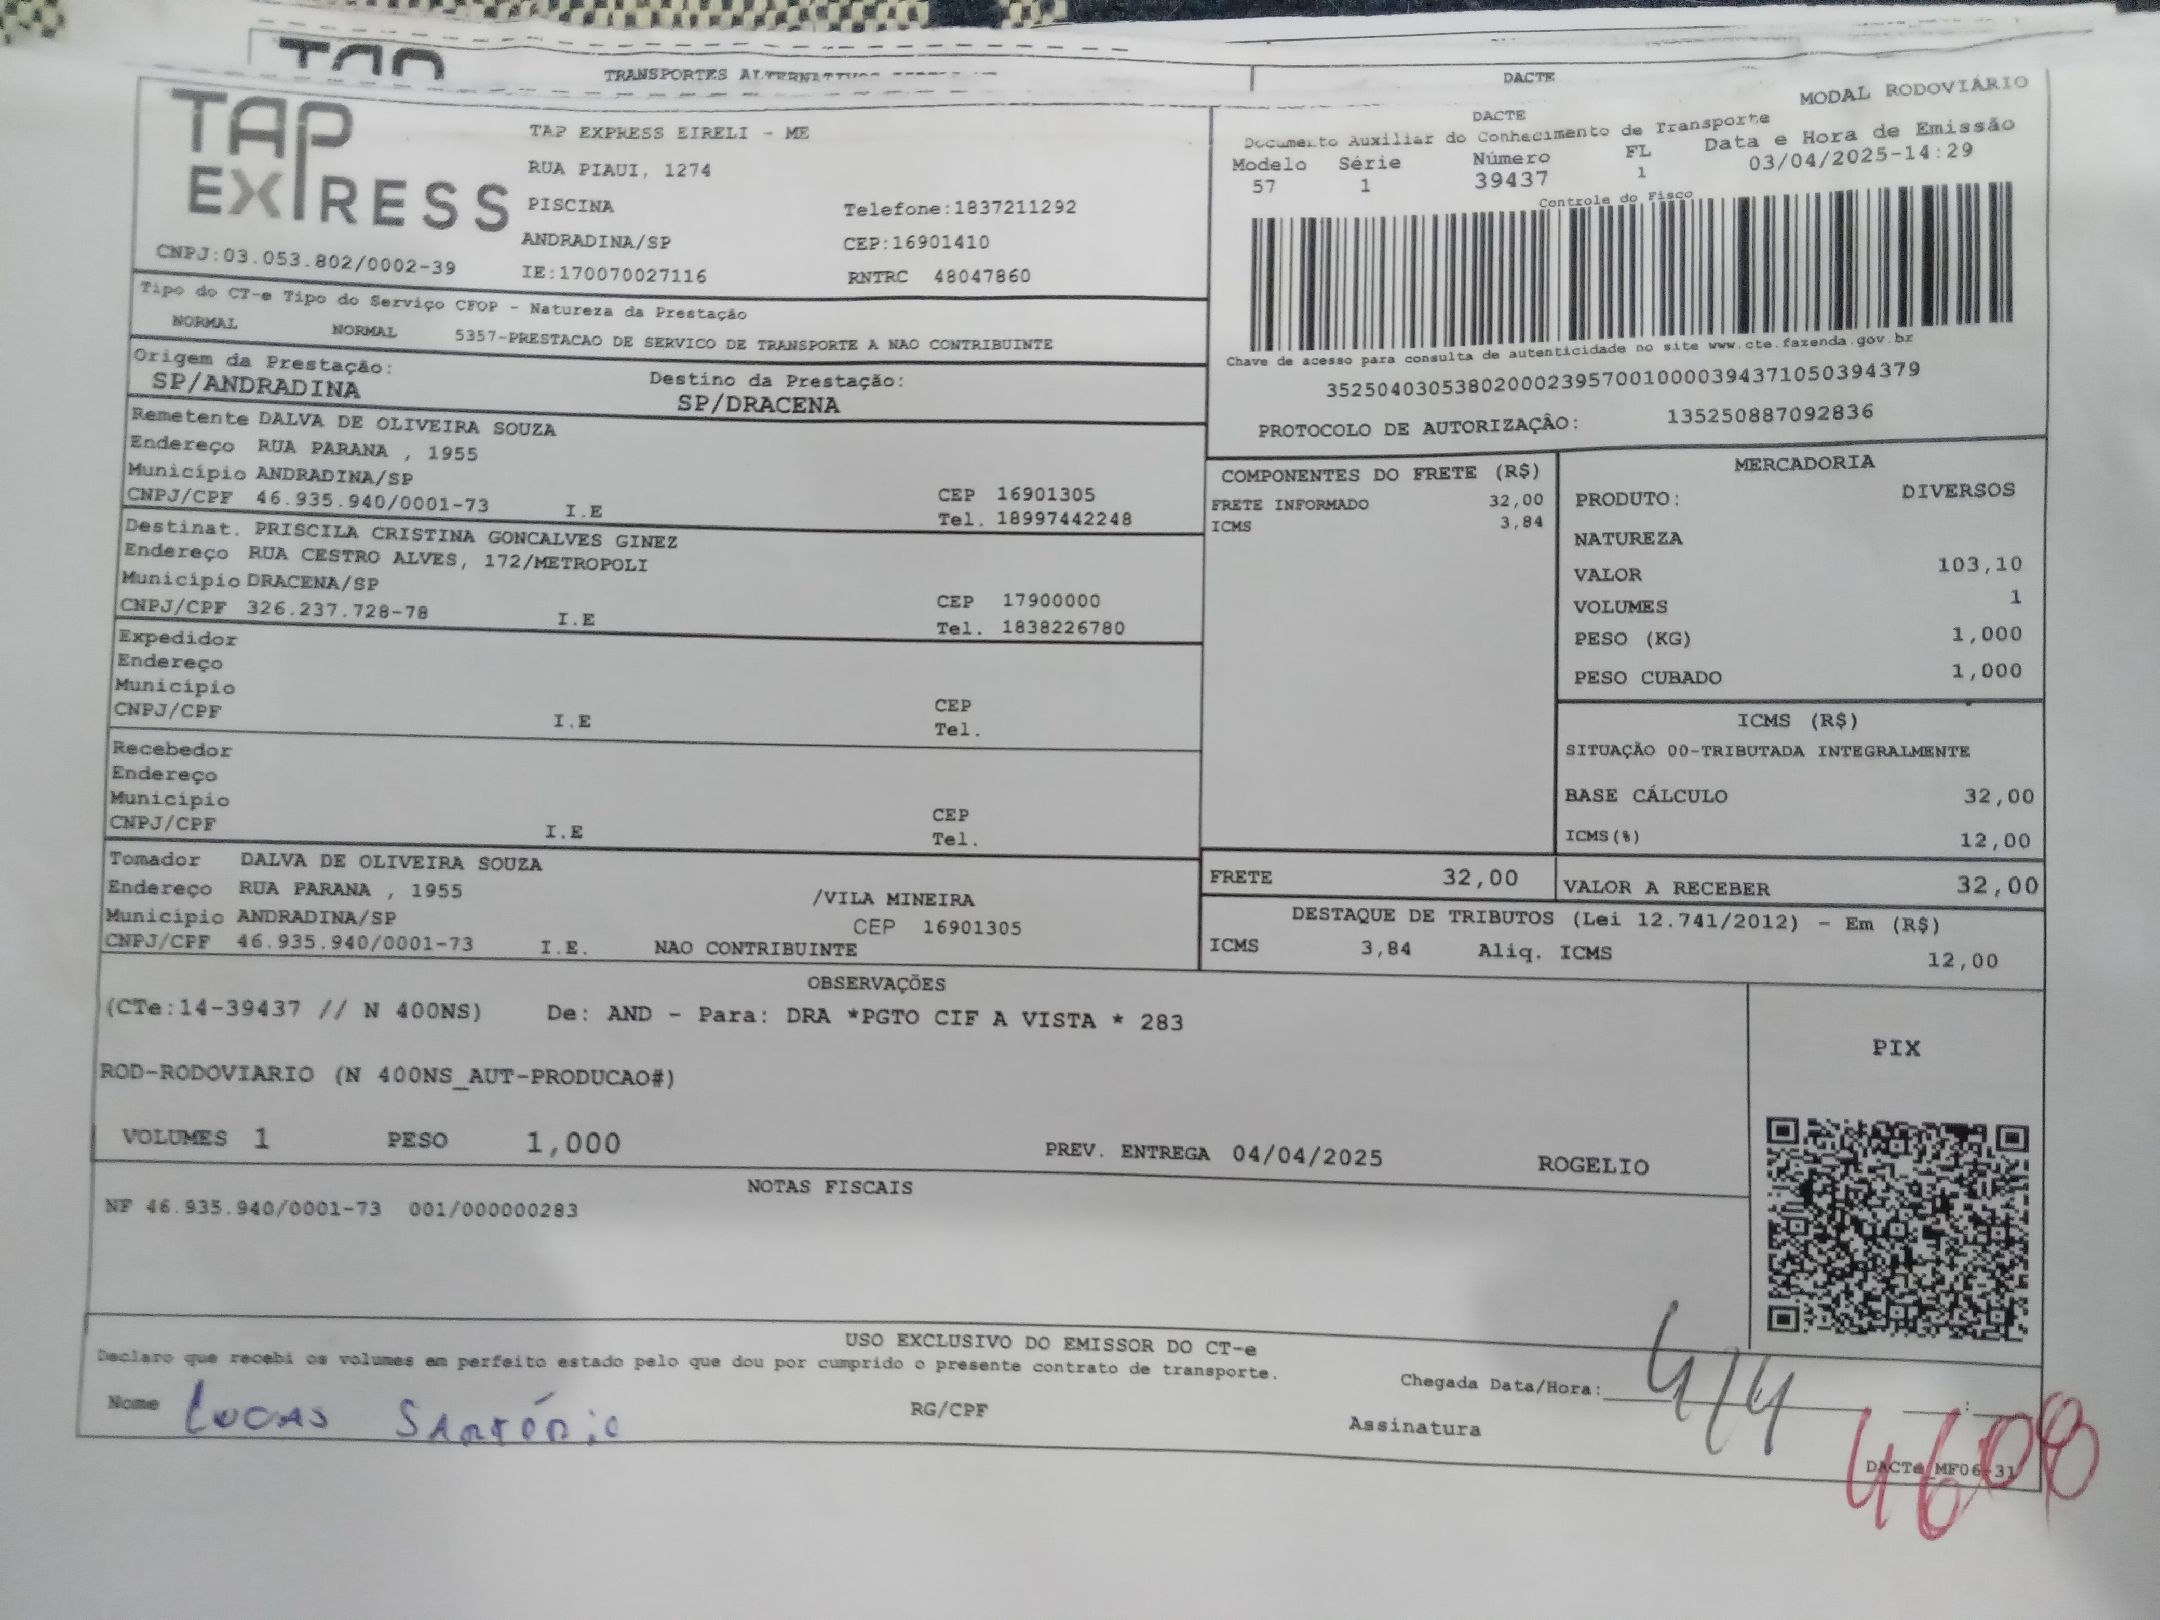 TAP
TRANSPORTES
DACTE
TAP EXPRESS
CNPJ:03.053.802/0002-39
TAP EXPRESS EIRELI - ME
RUA PIAUI, 1274
PISCINA Telefone:1837211292
ANDRADINA/SP CEP:16901410
IE:170070027116 RNTRC 48047860
MODAL RODOVIÁRIO
DACTE
Documento Auxiliar do Conhecimento de Transporte
Modelo Série Número FL Data e Hora de Emissão
57 1 39437 1 03/04/2025-14:29
Controle do Fisco
Chave de acesso para consulta de autenticidade no site www.cte.fazenda.gov.br
35250403053802000239570010000394371050394379
PROTOCOLO DE AUTORIZAÇÂO: 135250887092836
Tipo do CT-e Tipo do Serviço CFOP - Natureza da Prestação
NORMAL NORMAL 5357-PRESTACAO DE SERVICO DE TRANSPORTE A NAO CONTRIBUINTE
Origem da Prestação: Destino da Prestação:
SP/ANDRADINA SP/DRACENA
Remetente DALVA DE OLIVEIRA SOUZA
Endereço RUA PARANA , 1955
Município ANDRADINA/SP CEP 16901305
CNPJ/CPF 46.935.940/0001-73 I.E Tel. 18997442248
Destinat. PRISCILA CRISTINA GONCALVES GINEZ
Endereço RUA CESTRO ALVES, 172/METROPOLI
Município DRACENA/SP CEP 17900000
CNPJ/CPF 326.237.728-78 I.E Tel. 1838226780
Expedidor
Endereço
Município CEP
CNPJ/CPF I.E Tel.
Recebedor
Endereço
Município CEP
CNPJ/CPF I.E Tel.
Tomador DALVA DE OLIVEIRA SOUZA
Endereço RUA PARANA , 1955 /VILA MINEIRA
Município ANDRADINA/SP CEP 16901305
CNPJ/CPF 46.935.940/0001-73 I.E. NAO CONTRIBUINTE
COMPONENTES DO FRETE (R$)
FRETE INFORMADO 32,00
ICMS 3,84
MERCADORIA
PRODUTO: DIVERSOS
NATUREZA
VALOR 103,10
VOLUMES 1
PESO (KG) 1,000
PESO CUBADO 1,000
ICMS (R$)
SITUAÇÃO 00-TRIBUTADA INTEGRALMENTE
BASE CÁLCULO 32,00
ICMS(%) 12,00
FRETE 32,00 VALOR A RECEBER 32,00
DESTAQUE DE TRIBUTOS (Lei 12.741/2012) - Em (R$)
ICMS 3,84 Aliq. ICMS 12,00
OBSERVAÇÕES
(CTe:14-39437 // N 400NS) De: AND - Para: DRA *PGTO CIF A VISTA * 283
ROD-RODOVIARIO (N 400NS_AUT-PRODUCAO#)
VOLUMES 1 PESO 1,000 PREV. ENTREGA 04/04/2025 ROGELIO
PIX
NOTAS FISCAIS
NF 46.935.940/0001-73 001/000000283
USO EXCLUSIVO DO EMISSOR DO CT-e
Declaro que recebi os volumes em perfeito estado pelo que dou por cumprido o presente contrato de transporte.
Chegada Data/Hora: 4/4
Nome Lucas RG/CPF Assinatura
DACTe_MF06-31